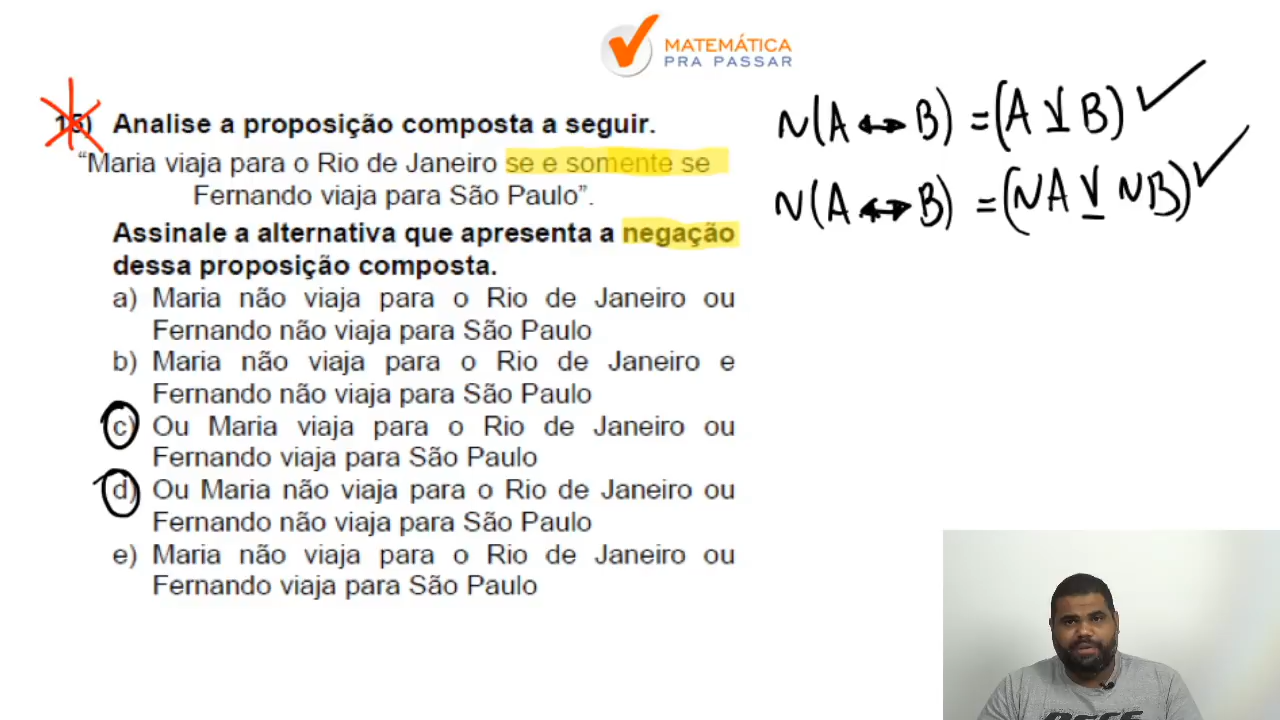 MATEMÁTICA
PRA PASSAR
15) Analise a proposição composta a seguir.
“Maria viaja para o Rio de Janeiro se e somente se
Fernando viaja para São Paulo”.
Assinale a alternativa que apresenta a negação
dessa proposição composta.
a) Maria não viaja para o Rio de Janeiro ou
Fernando não viaja para São Paulo
b) Maria não viaja para o Rio de Janeiro e
Fernando não viaja para São Paulo
c) Ou Maria viaja para o Rio de Janeiro ou
Fernando viaja para São Paulo
d) Ou Maria não viaja para o Rio de Janeiro ou
Fernando não viaja para São Paulo
e) Maria não viaja para o Rio de Janeiro ou
Fernando viaja para São Paulo
~(A ↔ B) = (A ⊻ B) ✓
~(A ↔ B) = (~A ⊻ ~B) ✓